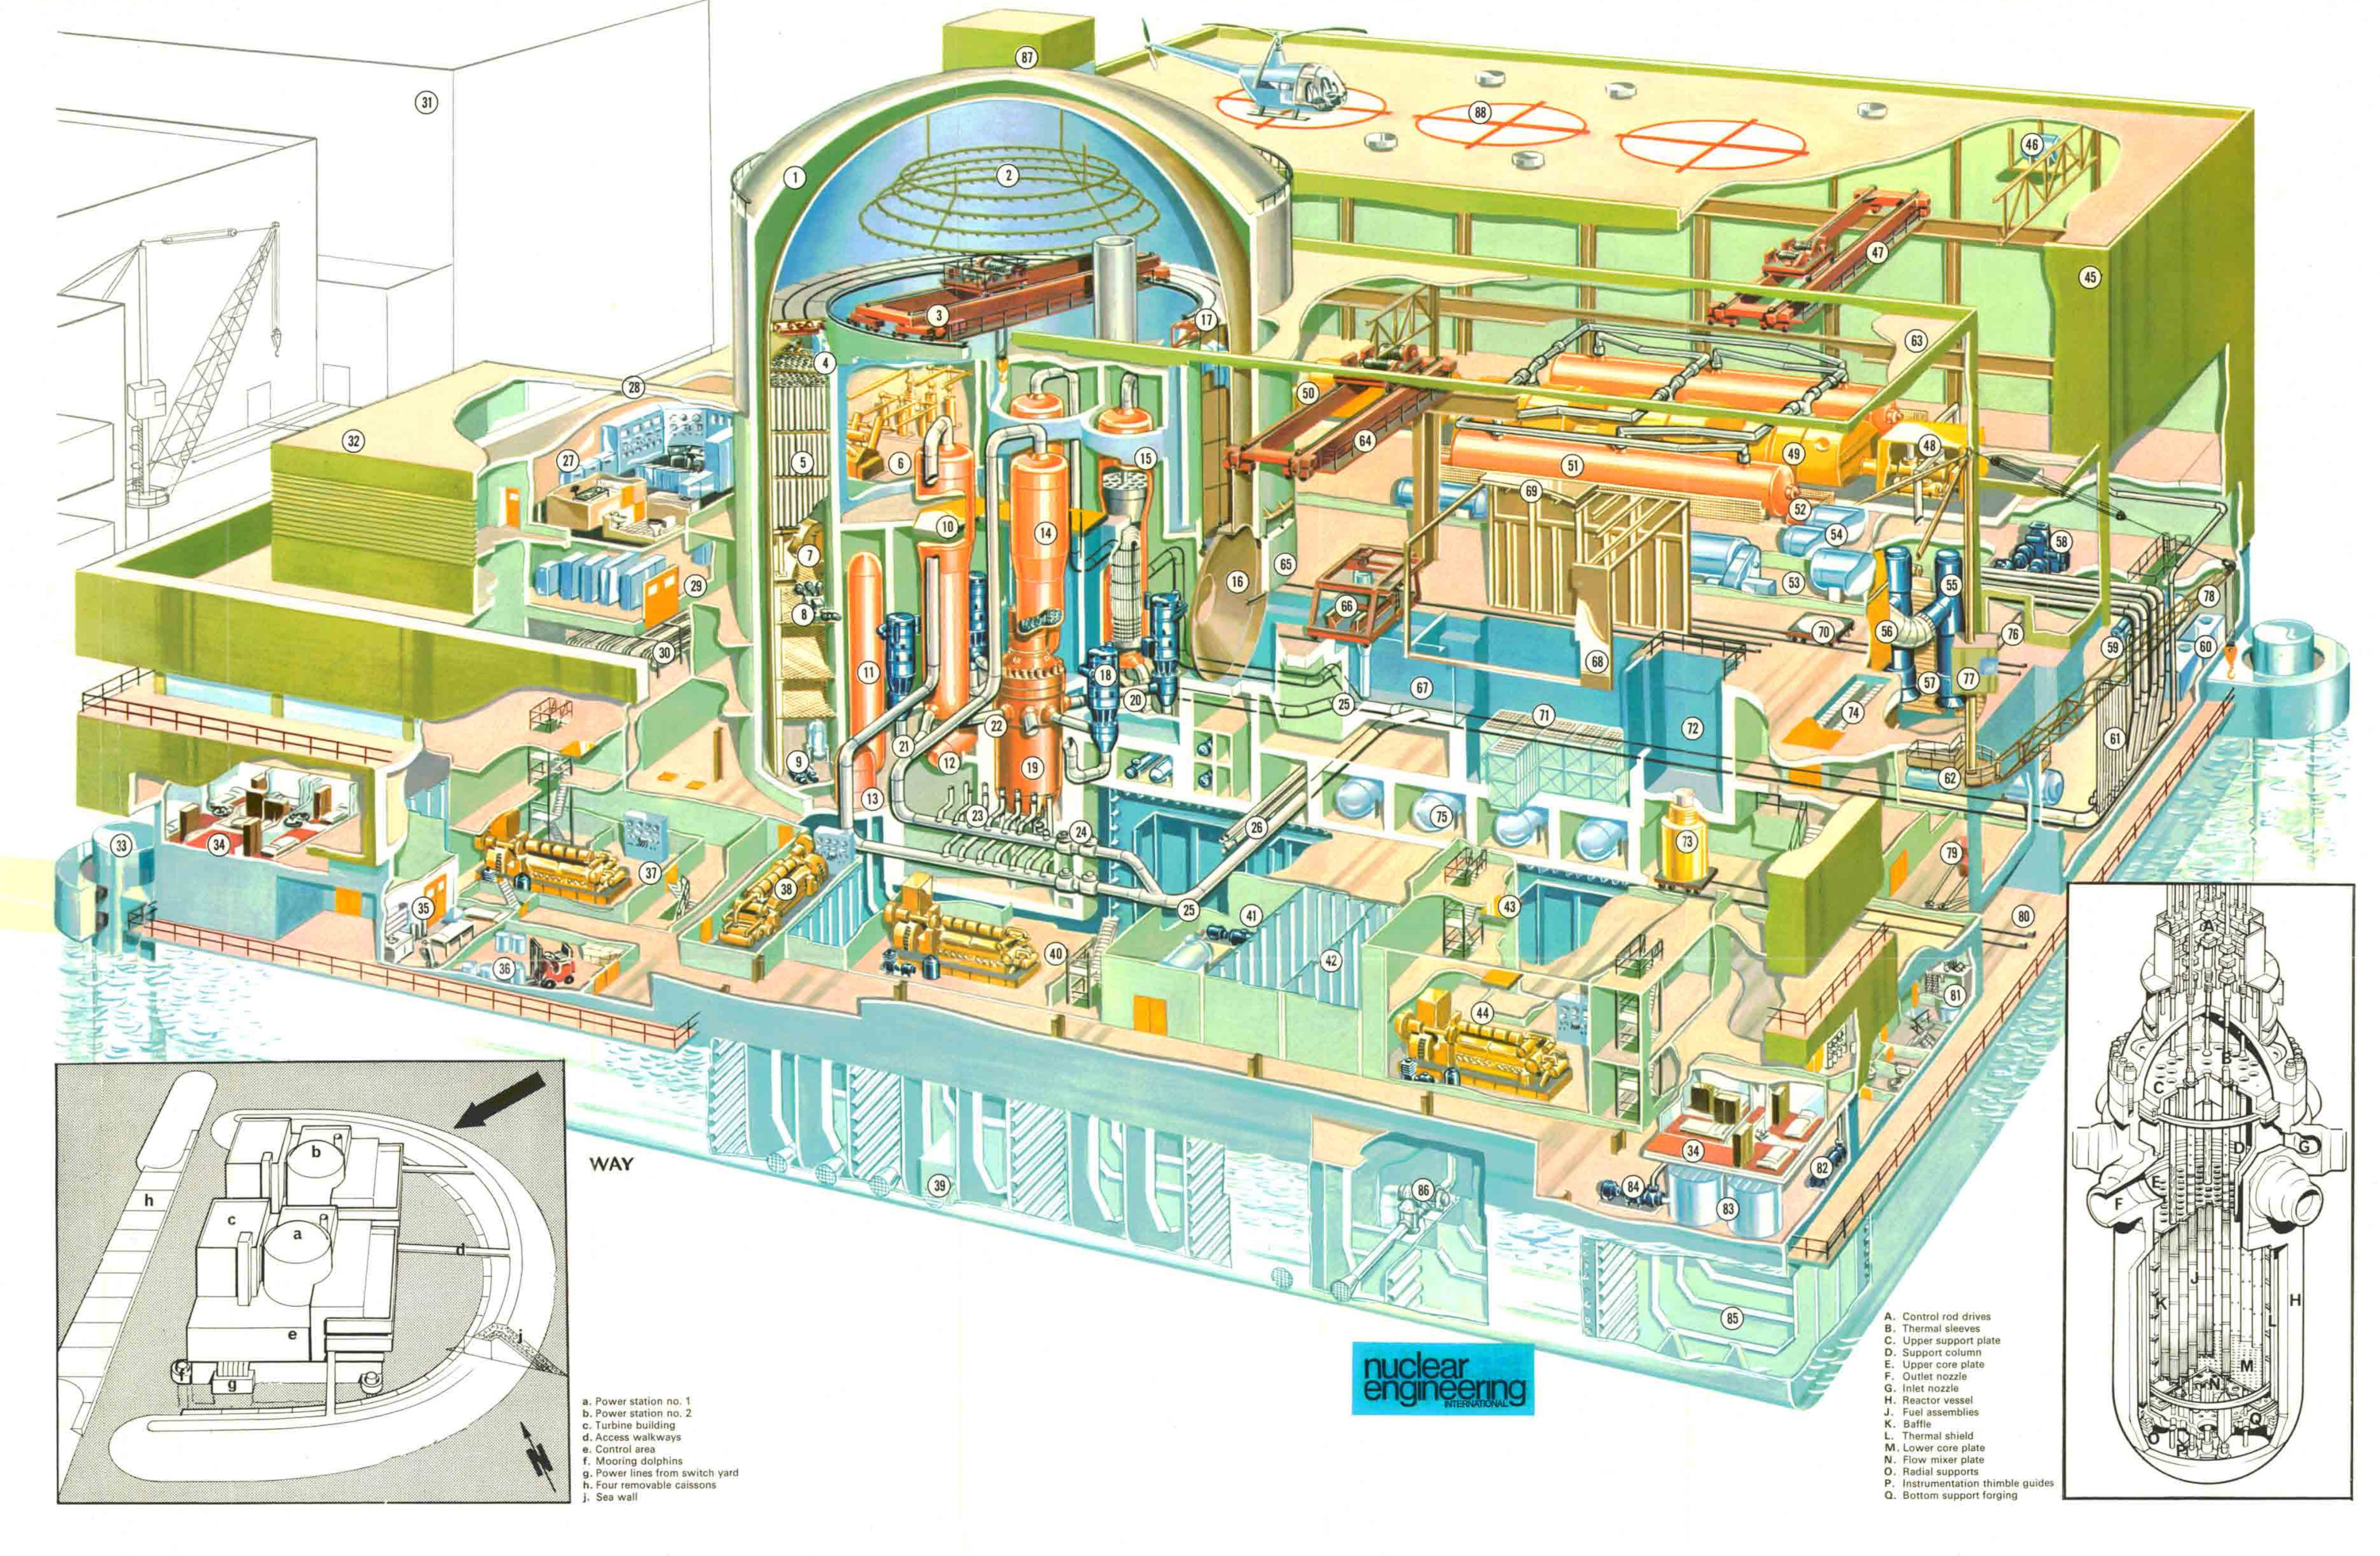 87
31
88
46
1
2
47
45
3
17
4
63
28
50
64
32
27
5
6
15
51
49
48
69
10
14
52
7
54
58
29
16
65
53
55
8
66
70
56
76
78
30
11
18
68
59
60
20
67
57
77
25
22
71
74
21
72
61
12
9
19
62
13
23
75
26
24
73
33
34
37
38
79
35
25
41
43
80
36
40
42
81
44
34
82
84
83
39
86
85
WAY
b
h
c
a
d
e
j
f
g
N
a. Power station no. 1
b. Power station no. 2
c. Turbine building
d. Access walkways
e. Control area
f. Mooring dolphins
g. Power lines from switch yard
h. Four removable caissons
j. Sea wall
nuclear
engineering
INTERNATIONAL
A. Control rod drives
B. Thermal sleeves
C. Upper support plate
D. Support column
E. Upper core plate
F. Outlet nozzle
G. Inlet nozzle
H. Reactor vessel
J. Fuel assemblies
K. Baffle
L. Thermal shield
M. Lower core plate
N. Flow mixer plate
O. Radial supports
P. Instrumentation thimble guides
Q. Bottom support forging
A
B
C
D
G
E
F
J
K
H
L
M
N
Q
O
P